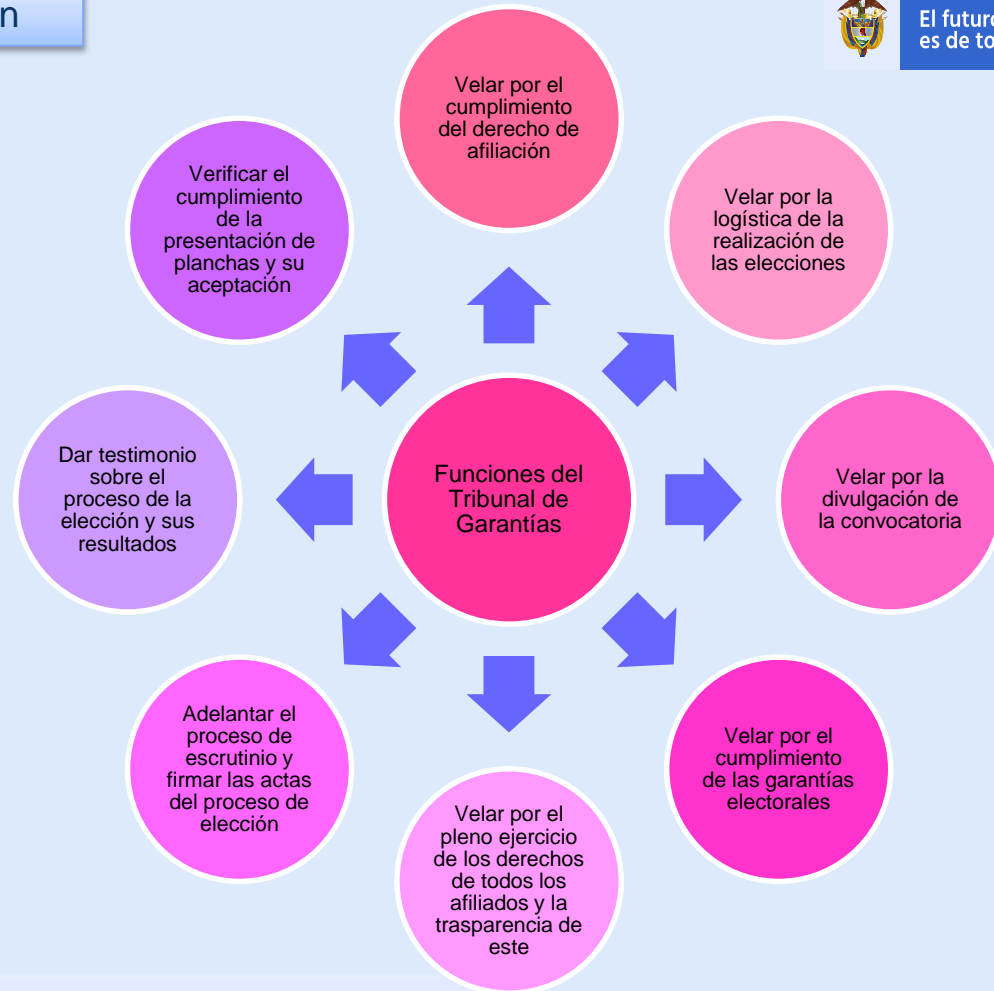 n
El futuro
es de to
Velar por el
cumplimiento
del derecho de
afiliación
Velar por la
logística de la
realización de
las elecciones
Velar por la
divulgación de
la convocatoria
Velar por el
cumplimiento
de las garantías
electorales
Velar por el
pleno ejercicio
de los derechos
de todos los
afiliados y la
trasparencia de
este
Adelantar el
proceso de
escrutinio y
firmar las actas
del proceso de
elección
Dar testimonio
sobre el
proceso de la
elección y sus
resultados
Verificar el
cumplimiento
de la
presentación de
planchas y su
aceptación
Funciones del
Tribunal de
Garantías